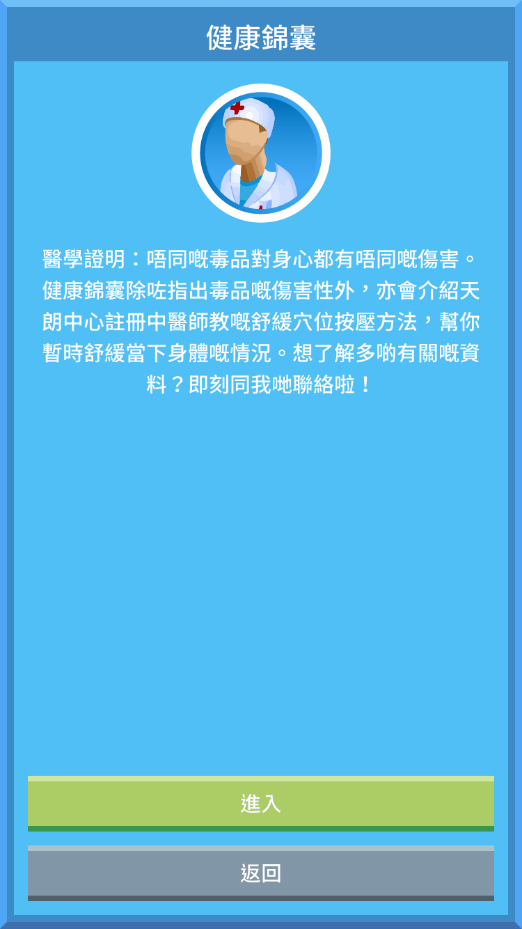 健康錦囊
醫學證明：唔同嘅毒品對身心都有唔同嘅傷害。
健康錦囊除咗指出毒品嘅傷害性外，亦會介紹天
朗中心註冊中醫師教嘅舒緩穴位按壓方法，幫你
暫時舒緩當下身體嘅情況。想了解多啲有關嘅資
料？即刻同我哋聯絡啦！
進入
返回